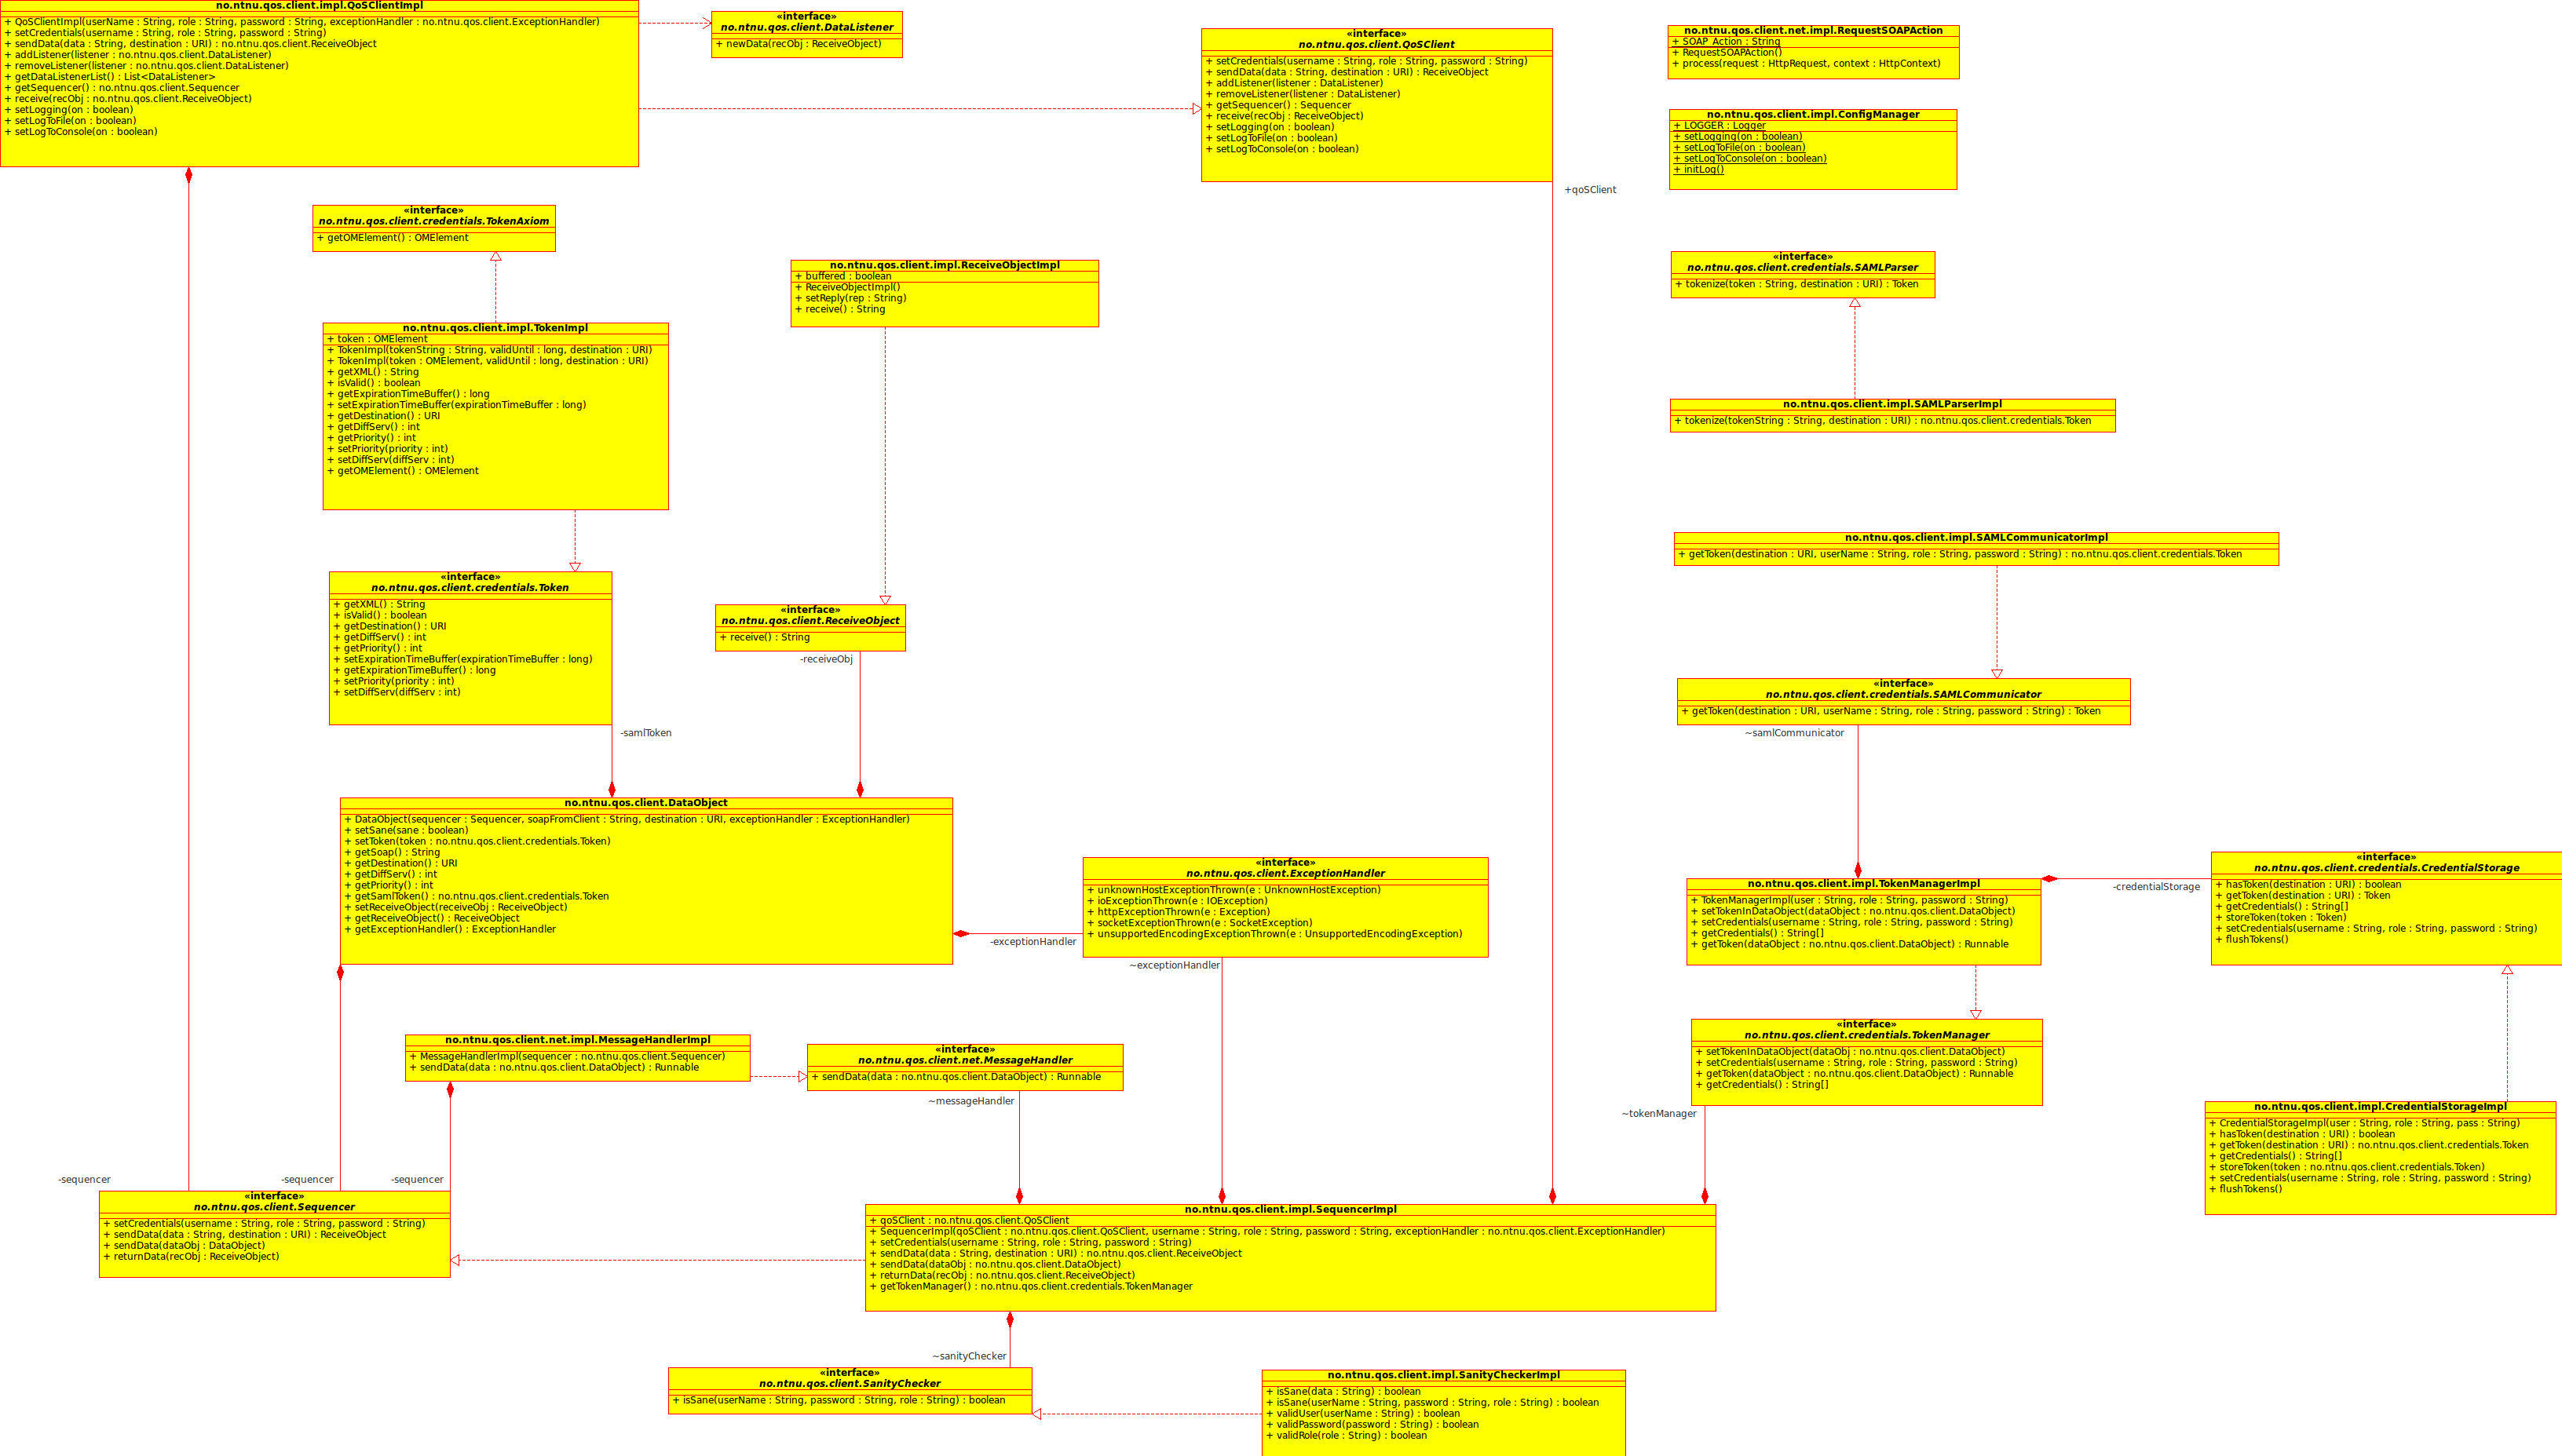 no.ntnu.qos.client.impl.QoSClientImpl
+ QoSClientImpl(userName : String, role : String, password : String, exceptionHandler : no.ntnu.qos.client.ExceptionHandler)
+ setCredentials(username : String, role : String, password : String)
+ sendData(data : String, destination : URI) : no.ntnu.qos.client.ReceiveObject
+ addListener(listener : no.ntnu.qos.client.DataListener)
+ removeListener(listener : no.ntnu.qos.client.DataListener)
+ getDataListenerList() : List<DataListener>
+ getSequencer() : no.ntnu.qos.client.Sequencer
+ receive(recObj : no.ntnu.qos.client.ReceiveObject)
+ setLogging(on : boolean)
+ setLogToFile(on : boolean)
+ setLogToConsole(on : boolean)
«interface»
no.ntnu.qos.client.DataListener
+ newData(recObj : ReceiveObject)
«interface»
no.ntnu.qos.client.QoSClient
+ setCredentials(username : String, role : String, password : String)
+ sendData(data : String, destination : URI) : ReceiveObject
+ addListener(listener : DataListener)
+ removeListener(listener : DataListener)
+ getSequencer() : Sequencer
+ receive(recObj : ReceiveObject)
+ setLogging(on : boolean)
+ setLogToFile(on : boolean)
+ setLogToConsole(on : boolean)
+qoSClient
no.ntnu.qos.client.net.impl.RequestSOAPAction
+ SOAP_Action : String
+ RequestSOAPAction()
+ process(request : HttpRequest, context : HttpContext)
no.ntnu.qos.client.impl.ConfigManager
+ LOGGER : Logger
+ setLogging(on : boolean)
+ setLogToFile(on : boolean)
+ setLogToConsole(on : boolean)
+ initLog()
«interface»
no.ntnu.qos.client.credentials.TokenAxiom
+ getOMElement() : OMElement
no.ntnu.qos.client.impl.ReceiveObjectImpl
+ buffered : boolean
+ ReceiveObjectImpl()
+ setReply(rep : String)
+ receive() : String
«interface»
no.ntnu.qos.client.credentials.SAMLParser
+ tokenize(token : String, destination : URI) : Token
no.ntnu.qos.client.impl.TokenImpl
+ token : OMElement
+ TokenImpl(tokenString : String, validUntil : long, destination : URI)
+ TokenImpl(token : OMElement, validUntil : long, destination : URI)
+ getXML() : String
+ isValid() : boolean
+ getExpirationTimeBuffer() : long
+ setExpirationTimeBuffer(expirationTimeBuffer : long)
+ getDestination() : URI
+ getDiffServ() : int
+ getPriority() : int
+ setPriority(priority : int)
+ setDiffServ(diffServ : int)
+ getOMElement() : OMElement
no.ntnu.qos.client.impl.SAMLParserImpl
+ tokenize(tokenString : String, destination : URI) : no.ntnu.qos.client.credentials.Token
no.ntnu.qos.client.impl.SAMLCommunicatorImpl
+ getToken(destination : URI, userName : String, role : String, password : String) : no.ntnu.qos.client.credentials.Token
«interface»
no.ntnu.qos.client.credentials.Token
+ getXML() : String
+ isValid() : boolean
+ getDestination() : URI
+ getDiffServ() : int
+ getPriority() : int
+ setExpirationTimeBuffer(expirationTimeBuffer : long)
+ getExpirationTimeBuffer() : long
+ setPriority(priority : int)
+ setDiffServ(diffServ : int)
-samlToken
«interface»
no.ntnu.qos.client.ReceiveObject
+ receive() : String
-receiveObj
«interface»
no.ntnu.qos.client.credentials.SAMLCommunicator
+ getToken(destination : URI, userName : String, role : String, password : String) : Token
~samlCommunicator
no.ntnu.qos.client.DataObject
+ DataObject(sequencer : Sequencer, soapFromClient : String, destination : URI, exceptionHandler : ExceptionHandler)
+ setSane(sane : boolean)
+ setToken(token : no.ntnu.qos.client.credentials.Token)
+ getSoap() : String
+ getDestination() : URI
+ getDiffServ() : int
+ getPriority() : int
+ getSamlToken() : no.ntnu.qos.client.credentials.Token
+ setReceiveObject(receiveObj : ReceiveObject)
+ getReceiveObject() : ReceiveObject
+ getExceptionHandler() : ExceptionHandler
«interface»
no.ntnu.qos.client.ExceptionHandler
+ unknownHostExceptionThrown(e : UnknownHostException)
+ ioExceptionThrown(e : IOException)
+ httpExceptionThrown(e : Exception)
+ socketExceptionThrown(e : SocketException)
+ unsupportedEncodingExceptionThrown(e : UnsupportedEncodingException)
-exceptionHandler
~exceptionHandler
no.ntnu.qos.client.impl.TokenManagerImpl
+ TokenManagerImpl(user : String, role : String, password : String)
+ setTokenInDataObject(dataObject : no.ntnu.qos.client.DataObject)
+ setCredentials(username : String, role : String, password : String)
+ getCredentials() : String[]
+ getToken(dataObject : no.ntnu.qos.client.DataObject) : Runnable
-credentialStorage
«interface»
no.ntnu.qos.client.credentials.CredentialStorage
+ hasToken(destination : URI) : boolean
+ getToken(destination : URI) : Token
+ getCredentials() : String[]
+ storeToken(token : Token)
+ setCredentials(username : String, role : String, password : String)
+ flushTokens()
no.ntnu.qos.client.net.impl.MessageHandlerImpl
+ MessageHandlerImpl(sequencer : no.ntnu.qos.client.Sequencer)
+ sendData(data : no.ntnu.qos.client.DataObject) : Runnable
«interface»
no.ntnu.qos.client.net.MessageHandler
+ sendData(data : no.ntnu.qos.client.DataObject) : Runnable
~messageHandler
«interface»
no.ntnu.qos.client.credentials.TokenManager
+ setTokenInDataObject(dataObj : no.ntnu.qos.client.DataObject)
+ setCredentials(username : String, role : String, password : String)
+ getToken(dataObject : no.ntnu.qos.client.DataObject) : Runnable
+ getCredentials() : String[]
~tokenManager
no.ntnu.qos.client.impl.CredentialStorageImpl
+ CredentialStorageImpl(user : String, role : String, pass : String)
+ hasToken(destination : URI) : boolean
+ getToken(destination : URI) : no.ntnu.qos.client.credentials.Token
+ getCredentials() : String[]
+ storeToken(token : no.ntnu.qos.client.credentials.Token)
+ setCredentials(username : String, role : String, password : String)
+ flushTokens()
-sequencer
-sequencer
-sequencer
«interface»
no.ntnu.qos.client.Sequencer
+ setCredentials(username : String, role : String, password : String)
+ sendData(data : String, destination : URI) : ReceiveObject
+ sendData(dataObj : DataObject)
+ returnData(recObj : ReceiveObject)
no.ntnu.qos.client.impl.SequencerImpl
+ qoSClient : no.ntnu.qos.client.QoSClient
+ SequencerImpl(qoSClient : no.ntnu.qos.client.QoSClient, username : String, role : String, password : String, exceptionHandler : no.ntnu.qos.client.ExceptionHandler)
+ setCredentials(username : String, role : String, password : String)
+ sendData(data : String, destination : URI) : no.ntnu.qos.client.ReceiveObject
+ sendData(dataObj : no.ntnu.qos.client.DataObject)
+ returnData(recObj : no.ntnu.qos.client.ReceiveObject)
+ getTokenManager() : no.ntnu.qos.client.credentials.TokenManager
~sanityChecker
«interface»
no.ntnu.qos.client.SanityChecker
+ isSane(userName : String, password : String, role : String) : boolean
no.ntnu.qos.client.impl.SanityCheckerImpl
+ isSane(data : String) : boolean
+ isSane(userName : String, password : String, role : String) : boolean
+ validUser(userName : String) : boolean
+ validPassword(password : String) : boolean
+ validRole(role : String) : boolean